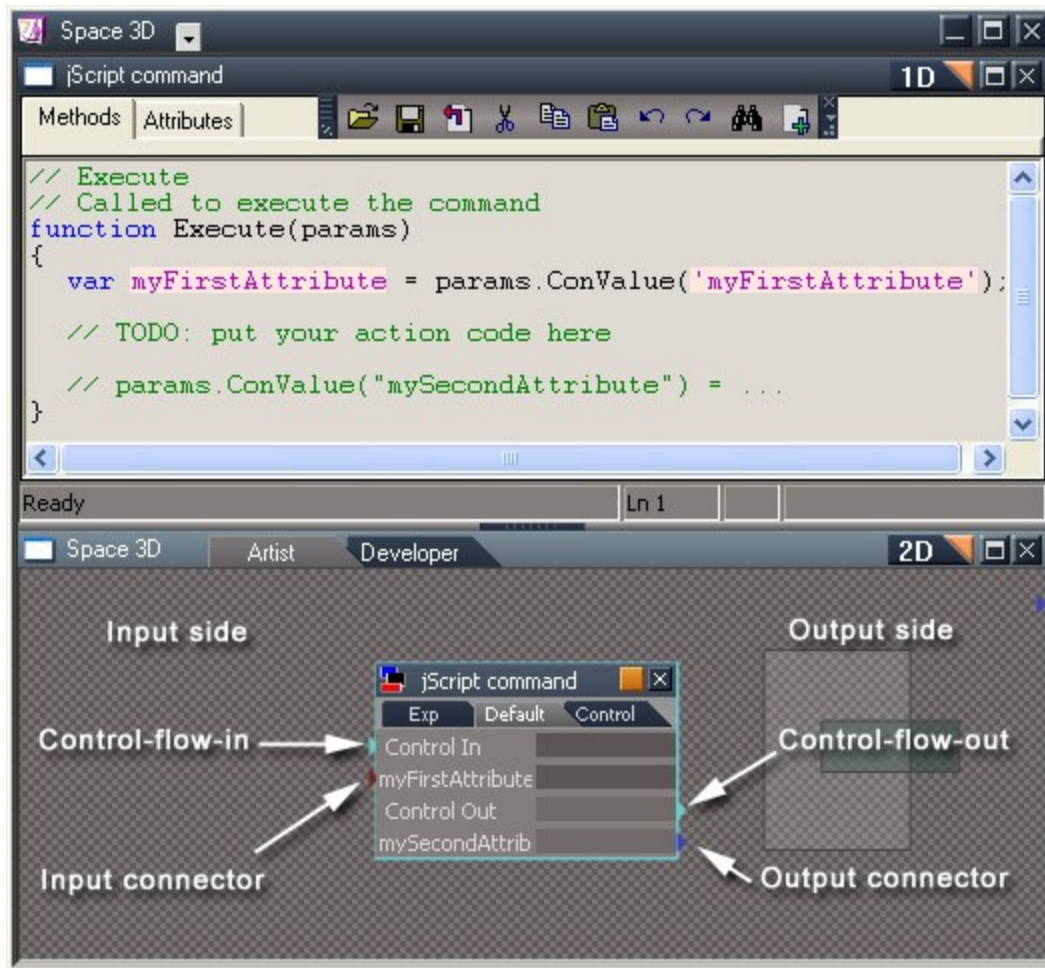 Space 3D
jScript command 1D
Methods Attributes
// Execute
// Called to execute the command
function Execute(params)
{
var myFirstAttribute = params.ConValue('myFirstAttribute');
// TODO: put your action code here
// params.ConValue("mySecondAttribute") = ...
}
Ready Ln 1
Space 3D Artist Developer 2D
Input side
Output side
jScript command
Exp Default Control
Control-flow-in
Control In
Control-flow-out
myFirstAttribute
Control Out
mySecondAttrib
Input connector
Output connector